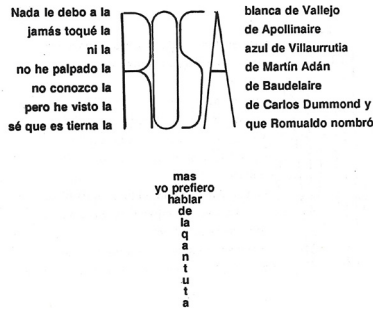 Nada le debo a la ROSA blanca de Vallejo
jamás toqué la de Apollinaire
ni la azul de Villaurrutia
no he palpado la de Martín Adán
no conozco la de Baudelaire
pero he visto la de Carlos Dummond y
sé que es tierna la que Romualdo nombró
mas
yo prefiero
hablar
de
la
q
a
n
t
u
t
a